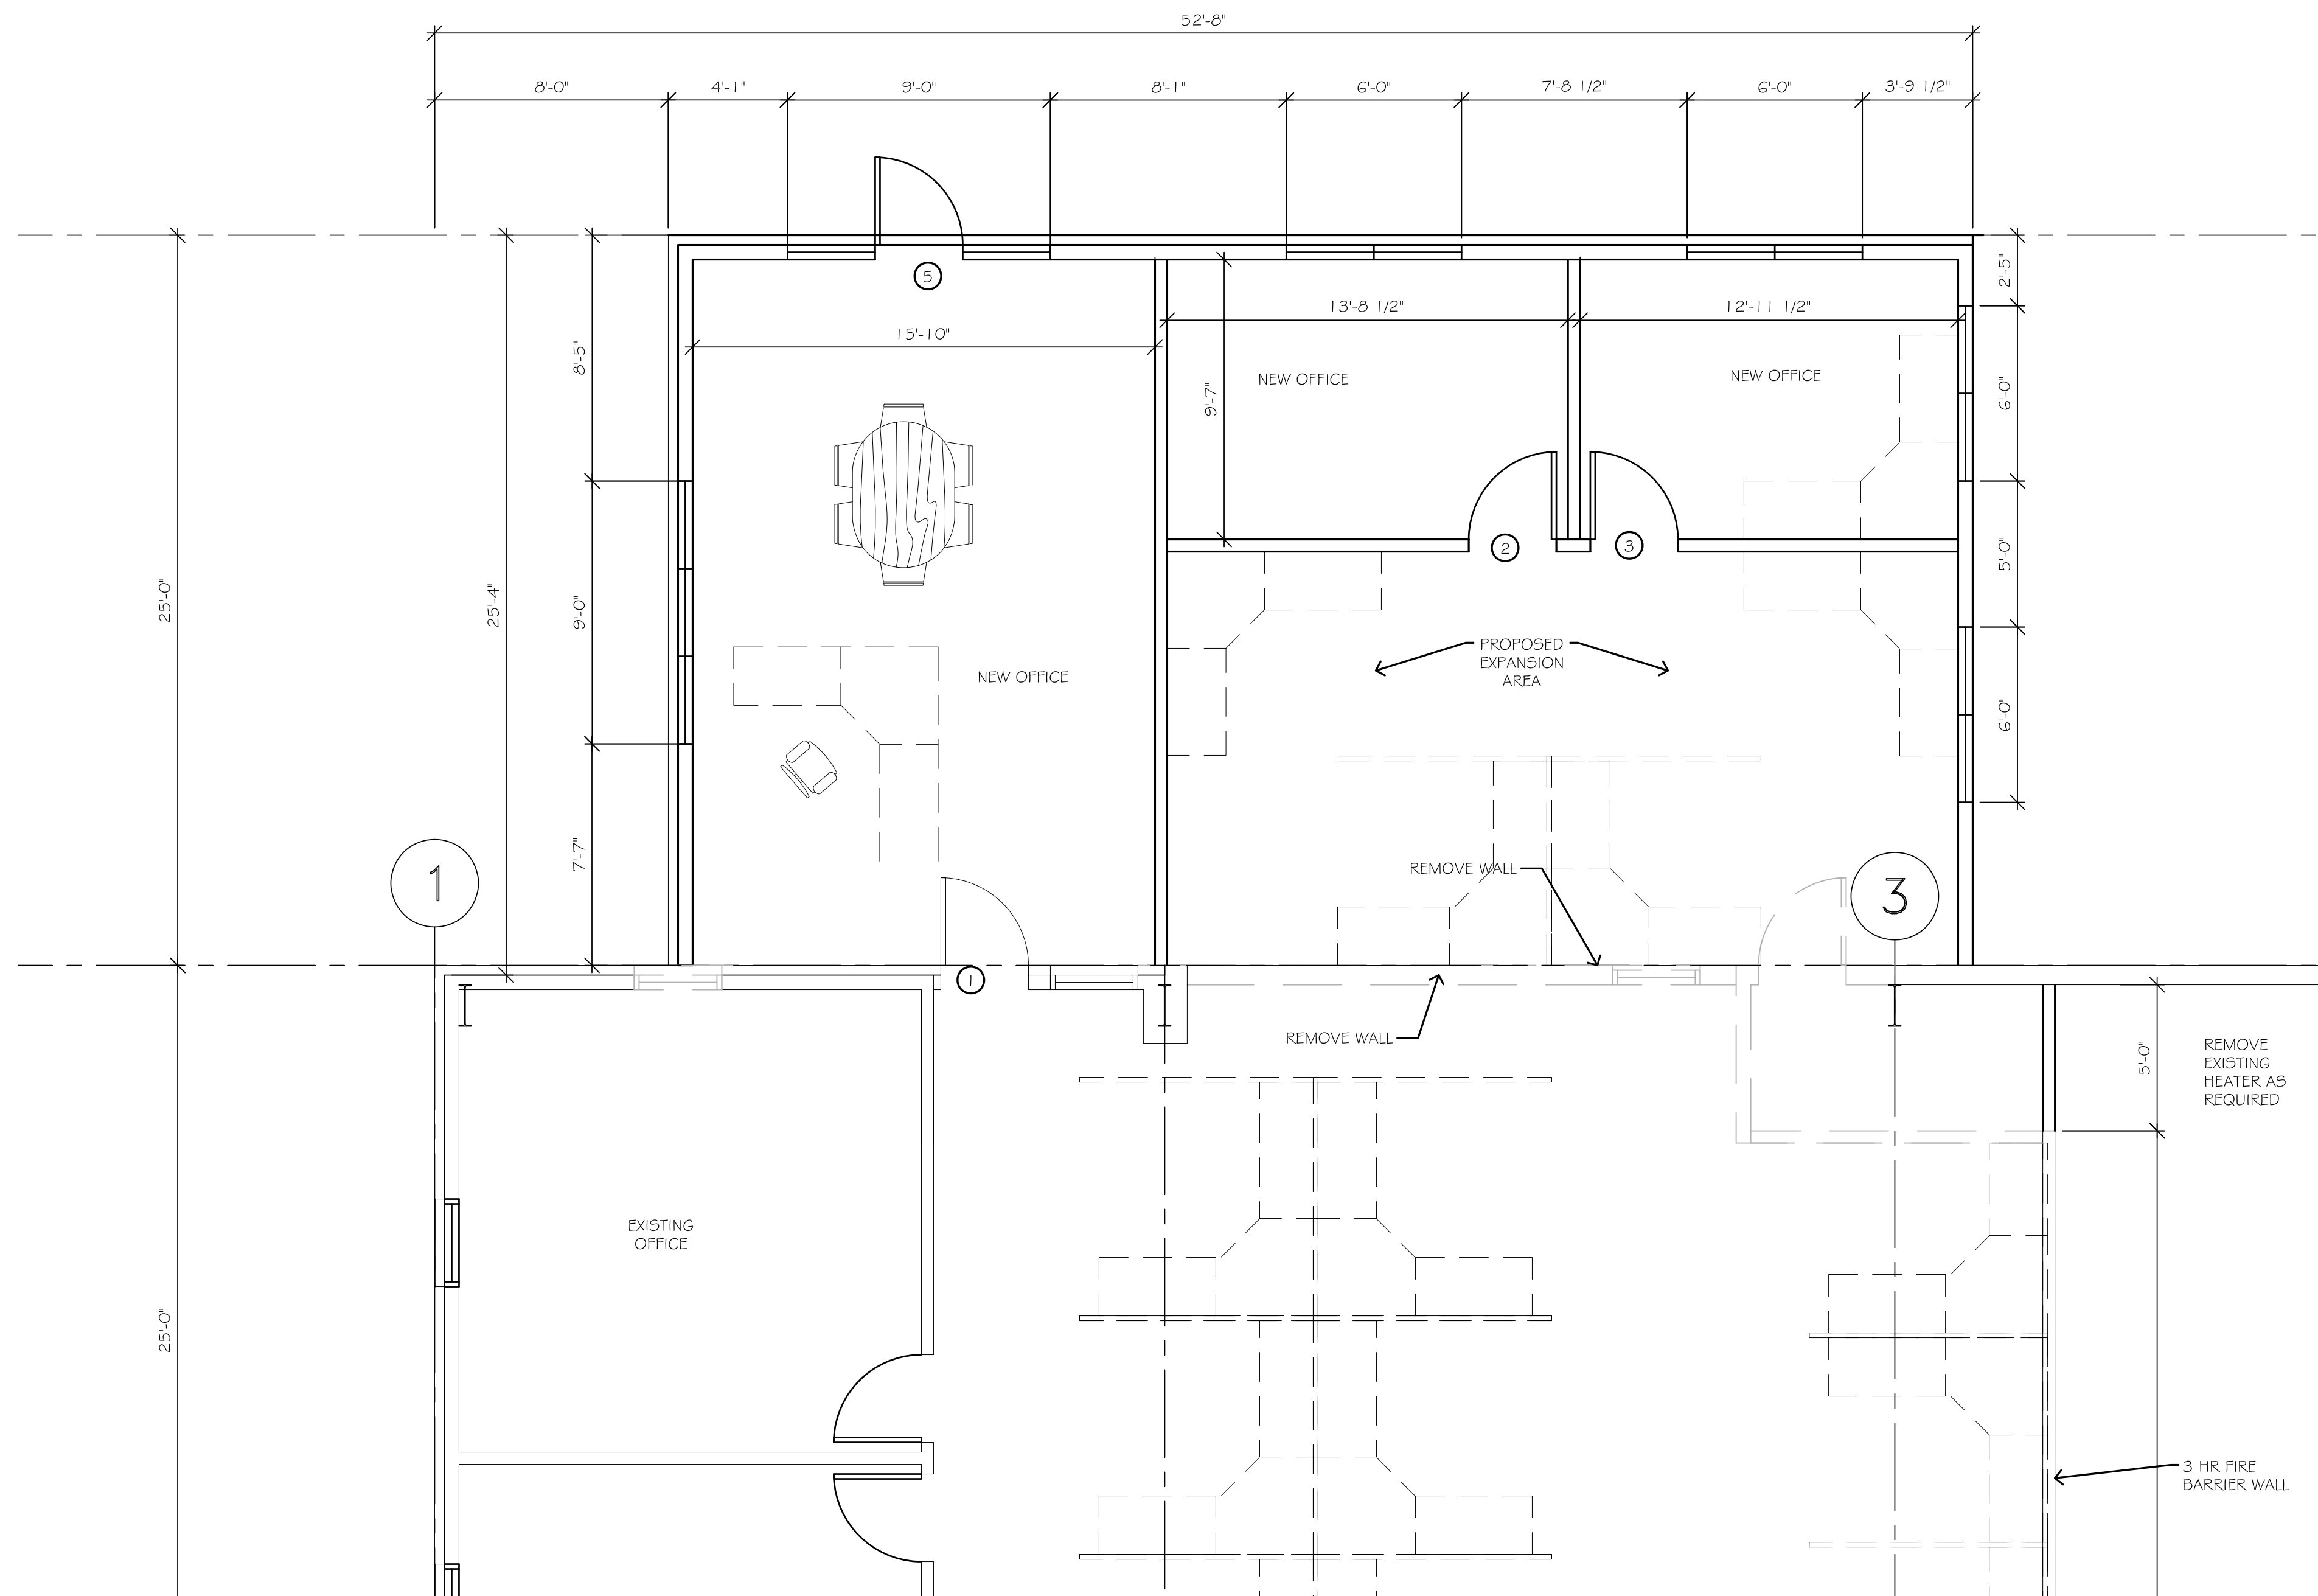 52'-8"
8'-0"
4'-1"
9'-0"
8'-1"
6'-0"
7'-8 1/2"
6'-0"
3'-9 1/2"
5
2'-5"
13'-8 1/2"
12'-11 1/2"
15'-10"
8'-5"
NEW OFFICE
NEW OFFICE
9'-7"
6'-0"
2
3
5'-0"
25'-0"
25'-4"
9'-0"
PROPOSED
EXPANSION
AREA
NEW OFFICE
6'-0"
7'-7"
REMOVE WALL
1
3
1
REMOVE WALL
5'-0"
REMOVE
EXISTING
HEATER AS
REQUIRED
EXISTING
OFFICE
25'-0"
3 HR FIRE
BARRIER WALL